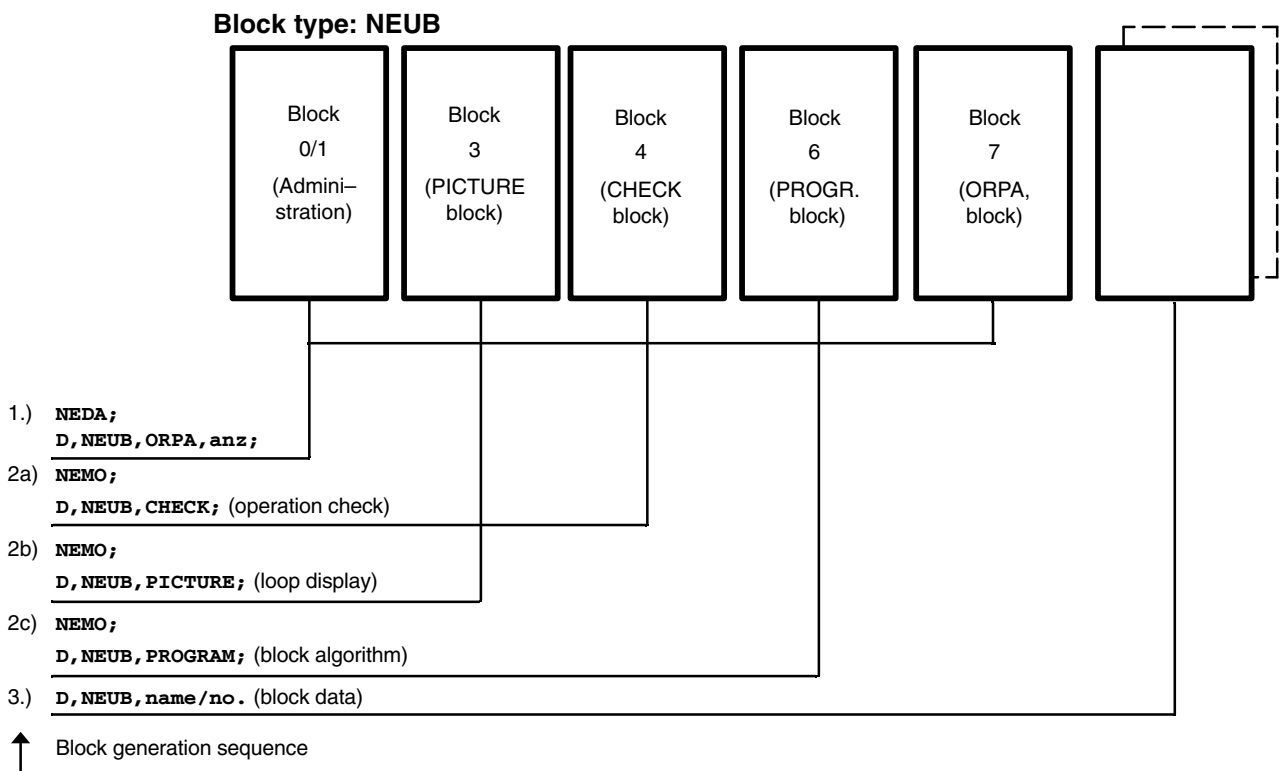 Block type: NEUB
Block
0/1
(Admini–
stration)
Block
3
(PICTURE
block)
Block
4
(CHECK
block)
Block
6
(PROGR.
block)
Block
7
(ORPA,
block)
1.) NEDA;
D,NEUB,ORPA,anz;
2a) NEMO;
D,NEUB,CHECK; (operation check)
2b) NEMO;
D,NEUB,PICTURE; (loop display)
2c) NEMO;
D,NEUB,PROGRAM; (block algorithm)
3.) D,NEUB,name/no. (block data)
Block generation sequence